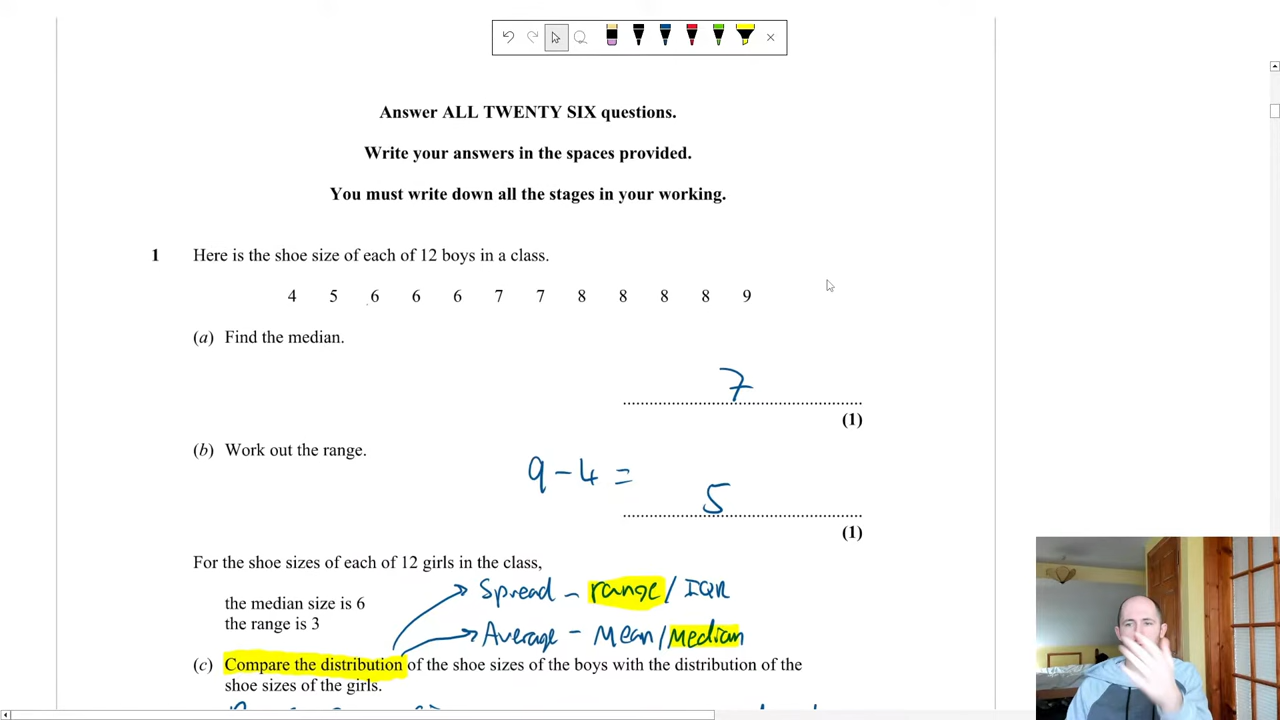 Answer ALL TWENTY SIX questions.
Write your answers in the spaces provided.
You must write down all the stages in your working.
1 Here is the shoe size of each of 12 boys in a class.
4 5 6 6 6 7 7 8 8 8 8 9
(a) Find the median.
7
(1)
(b) Work out the range.
9 - 4 =
5
(1)
For the shoe sizes of each of 12 girls in the class,
Spread - range / IQR
the median size is 6
the range is 3
Average - Mean/Median
(c) Compare the distribution of the shoe sizes of the boys with the distribution of the
shoe sizes of the girls.